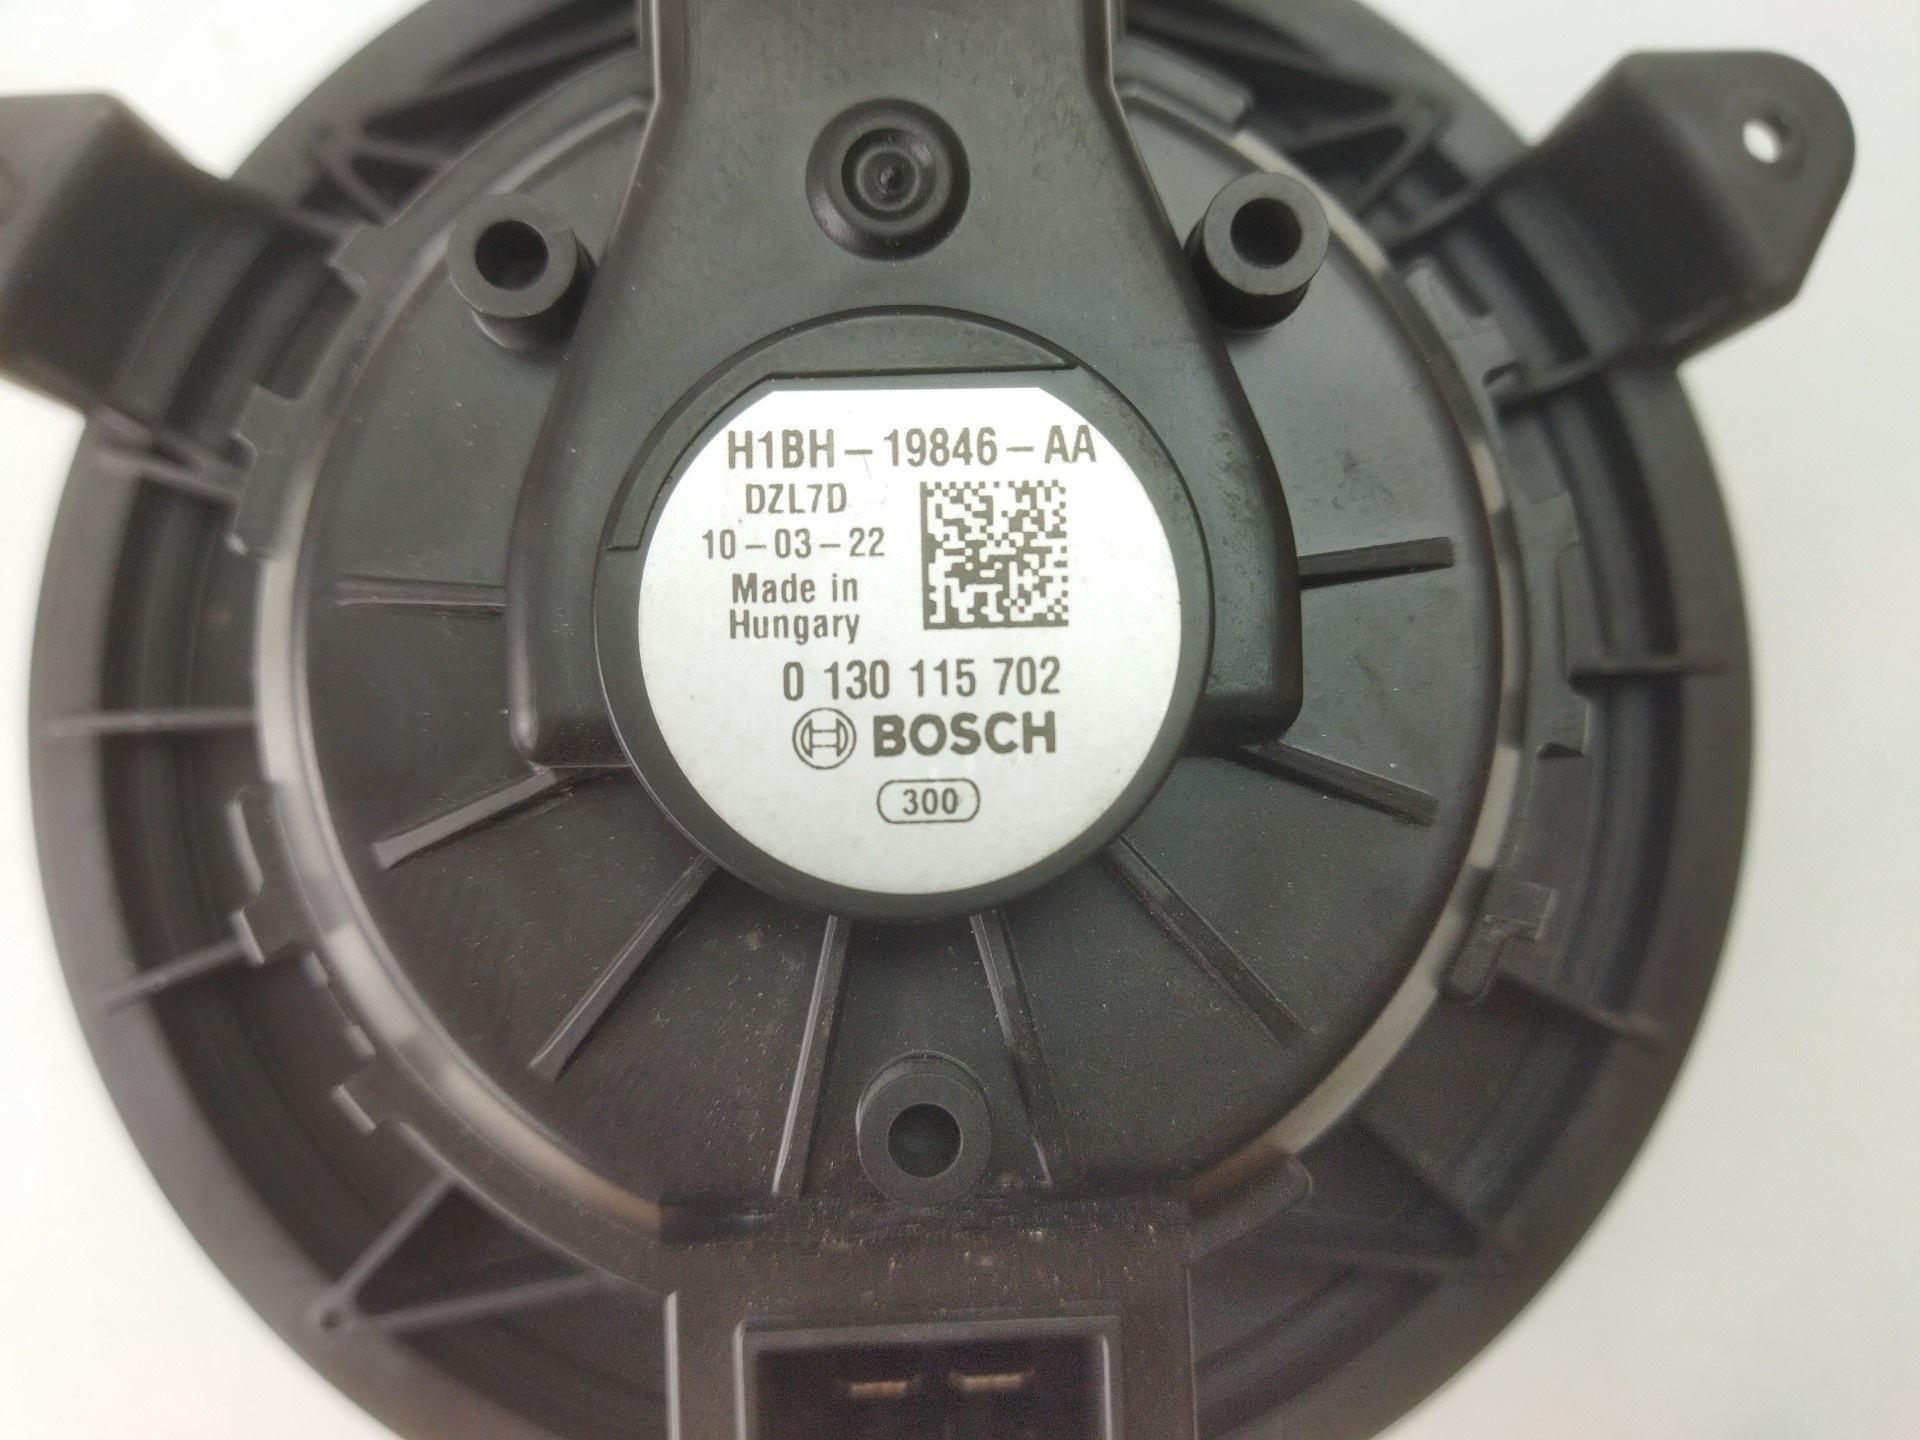 H1BH-19846-AA
DZL7D
10-03-22
Made in
Hungary
0 130 115 702
BOSCH
300